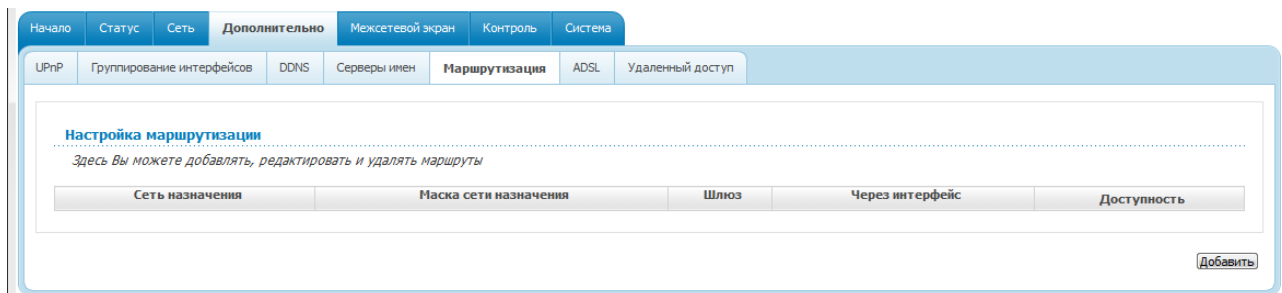 Начало Статус Сеть Дополнительно Межсетевой экран Контроль Система
UPnP Группирование интерфейсов DDNS Серверы имен Маршрутизация ADSL Удаленный доступ
Настройка маршрутизации
Здесь Вы можете добавлять, редактировать и удалять маршруты
Сеть назначения Маска сети назначения Шлюз Через интерфейс Доступность
Добавить